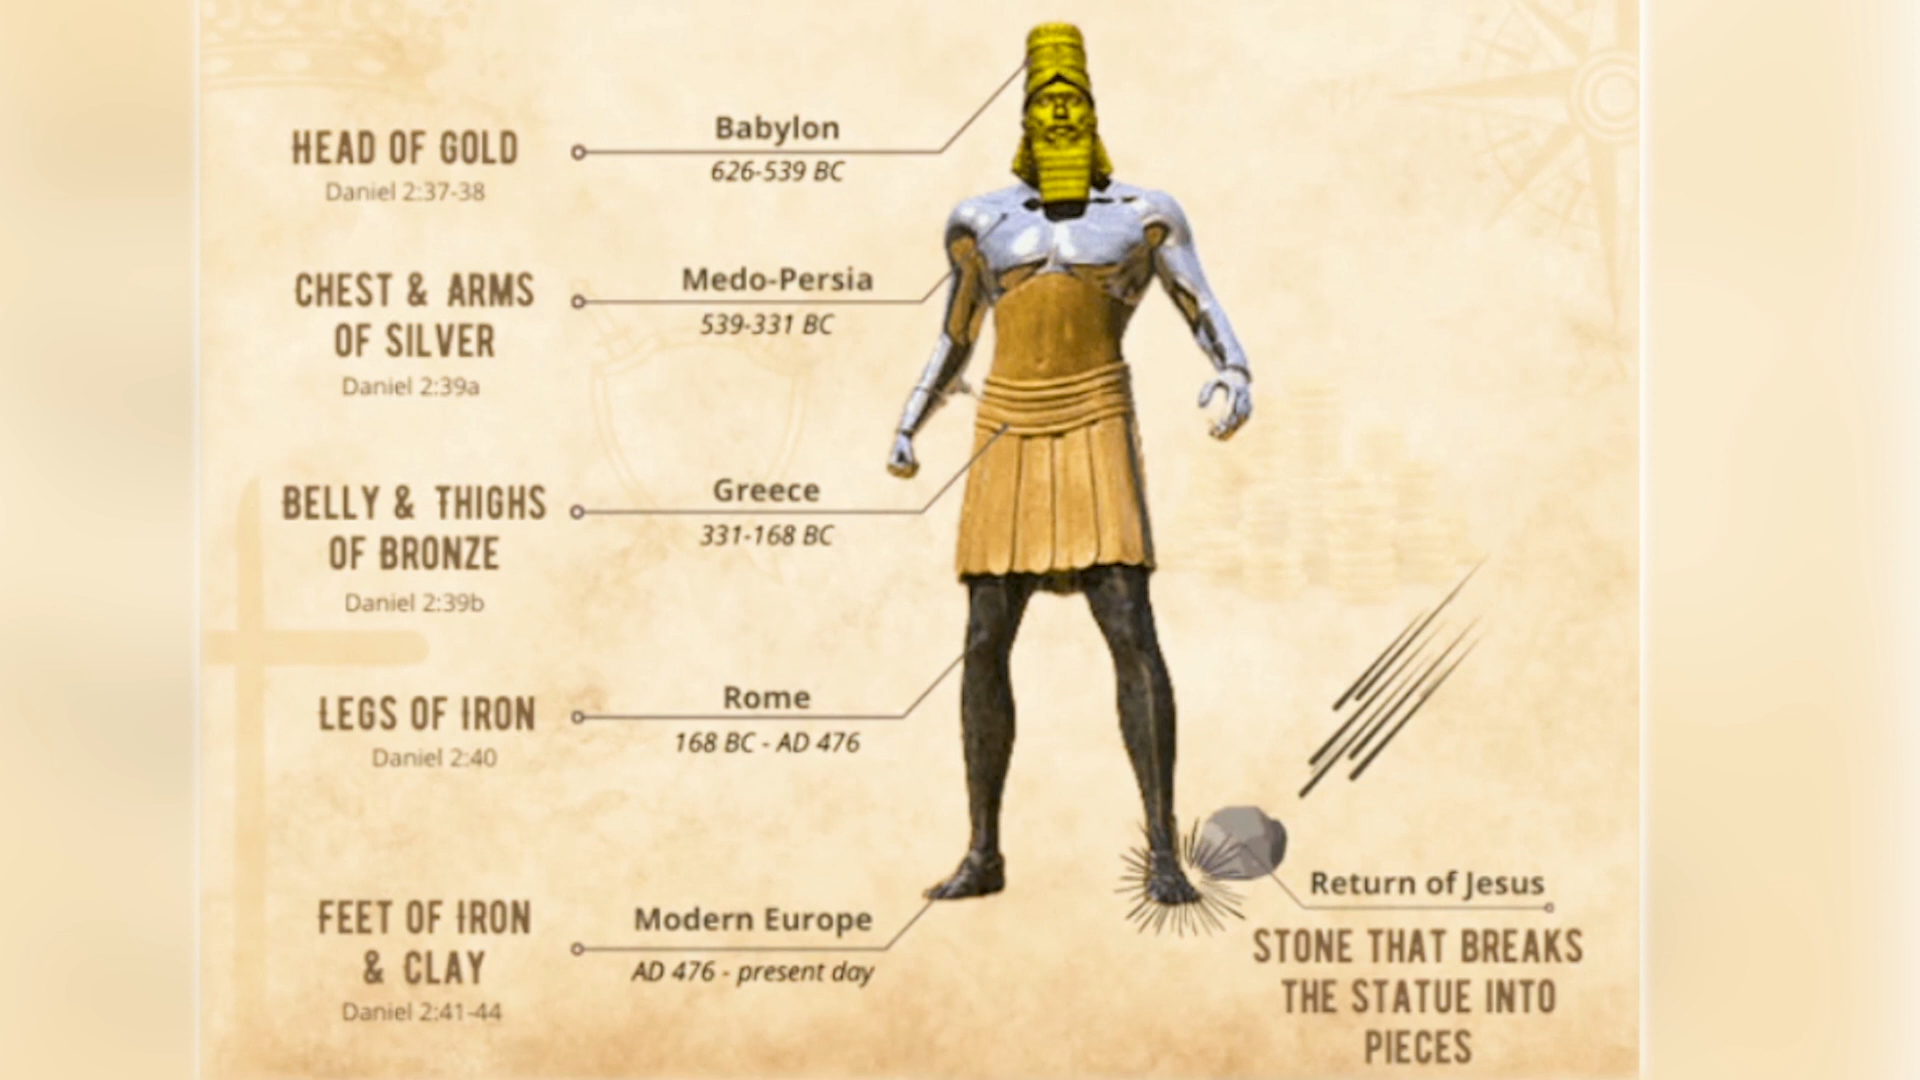 HEAD OF GOLD
Daniel 2:37-38
Babylon
626-539 BC
CHEST & ARMS
OF SILVER
Daniel 2:39a
Medo-Persia
539-331 BC
BELLY & THIGHS
OF BRONZE
Daniel 2:39b
Greece
331-168 BC
LEGS OF IRON
Daniel 2:40
Rome
168 BC - AD 476
FEET OF IRON
& CLAY
Daniel 2:41-44
Modern Europe
AD 476 - present day
Return of Jesus
STONE THAT BREAKS
THE STATUE INTO
PIECES